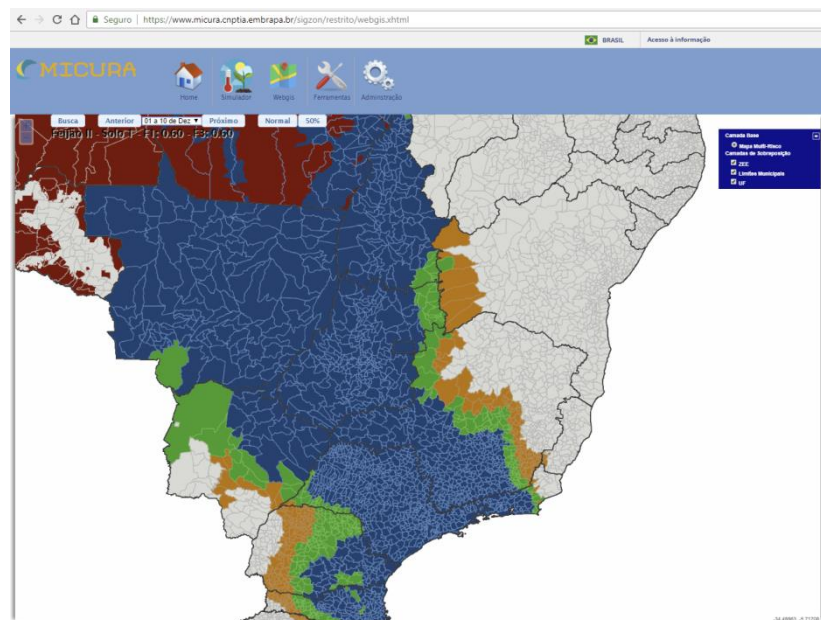 Seguro | https://www.micura.cnptia.embrapa.br/sigzon/restrito/webgis.xhtml
BRASIL Acesso à informação
MICURA
Home Simulador Webgis Ferramentas Administração
Busca Anterior 01 a 10 de Dez Próximo Normal 50%
Feijão II - Solo 1 - F1: 0.60 - F3: 0.60
Camada Base
Mapa Multi-Risco
Camadas de Sobreposição
ZEE
Limites Municipais
UF